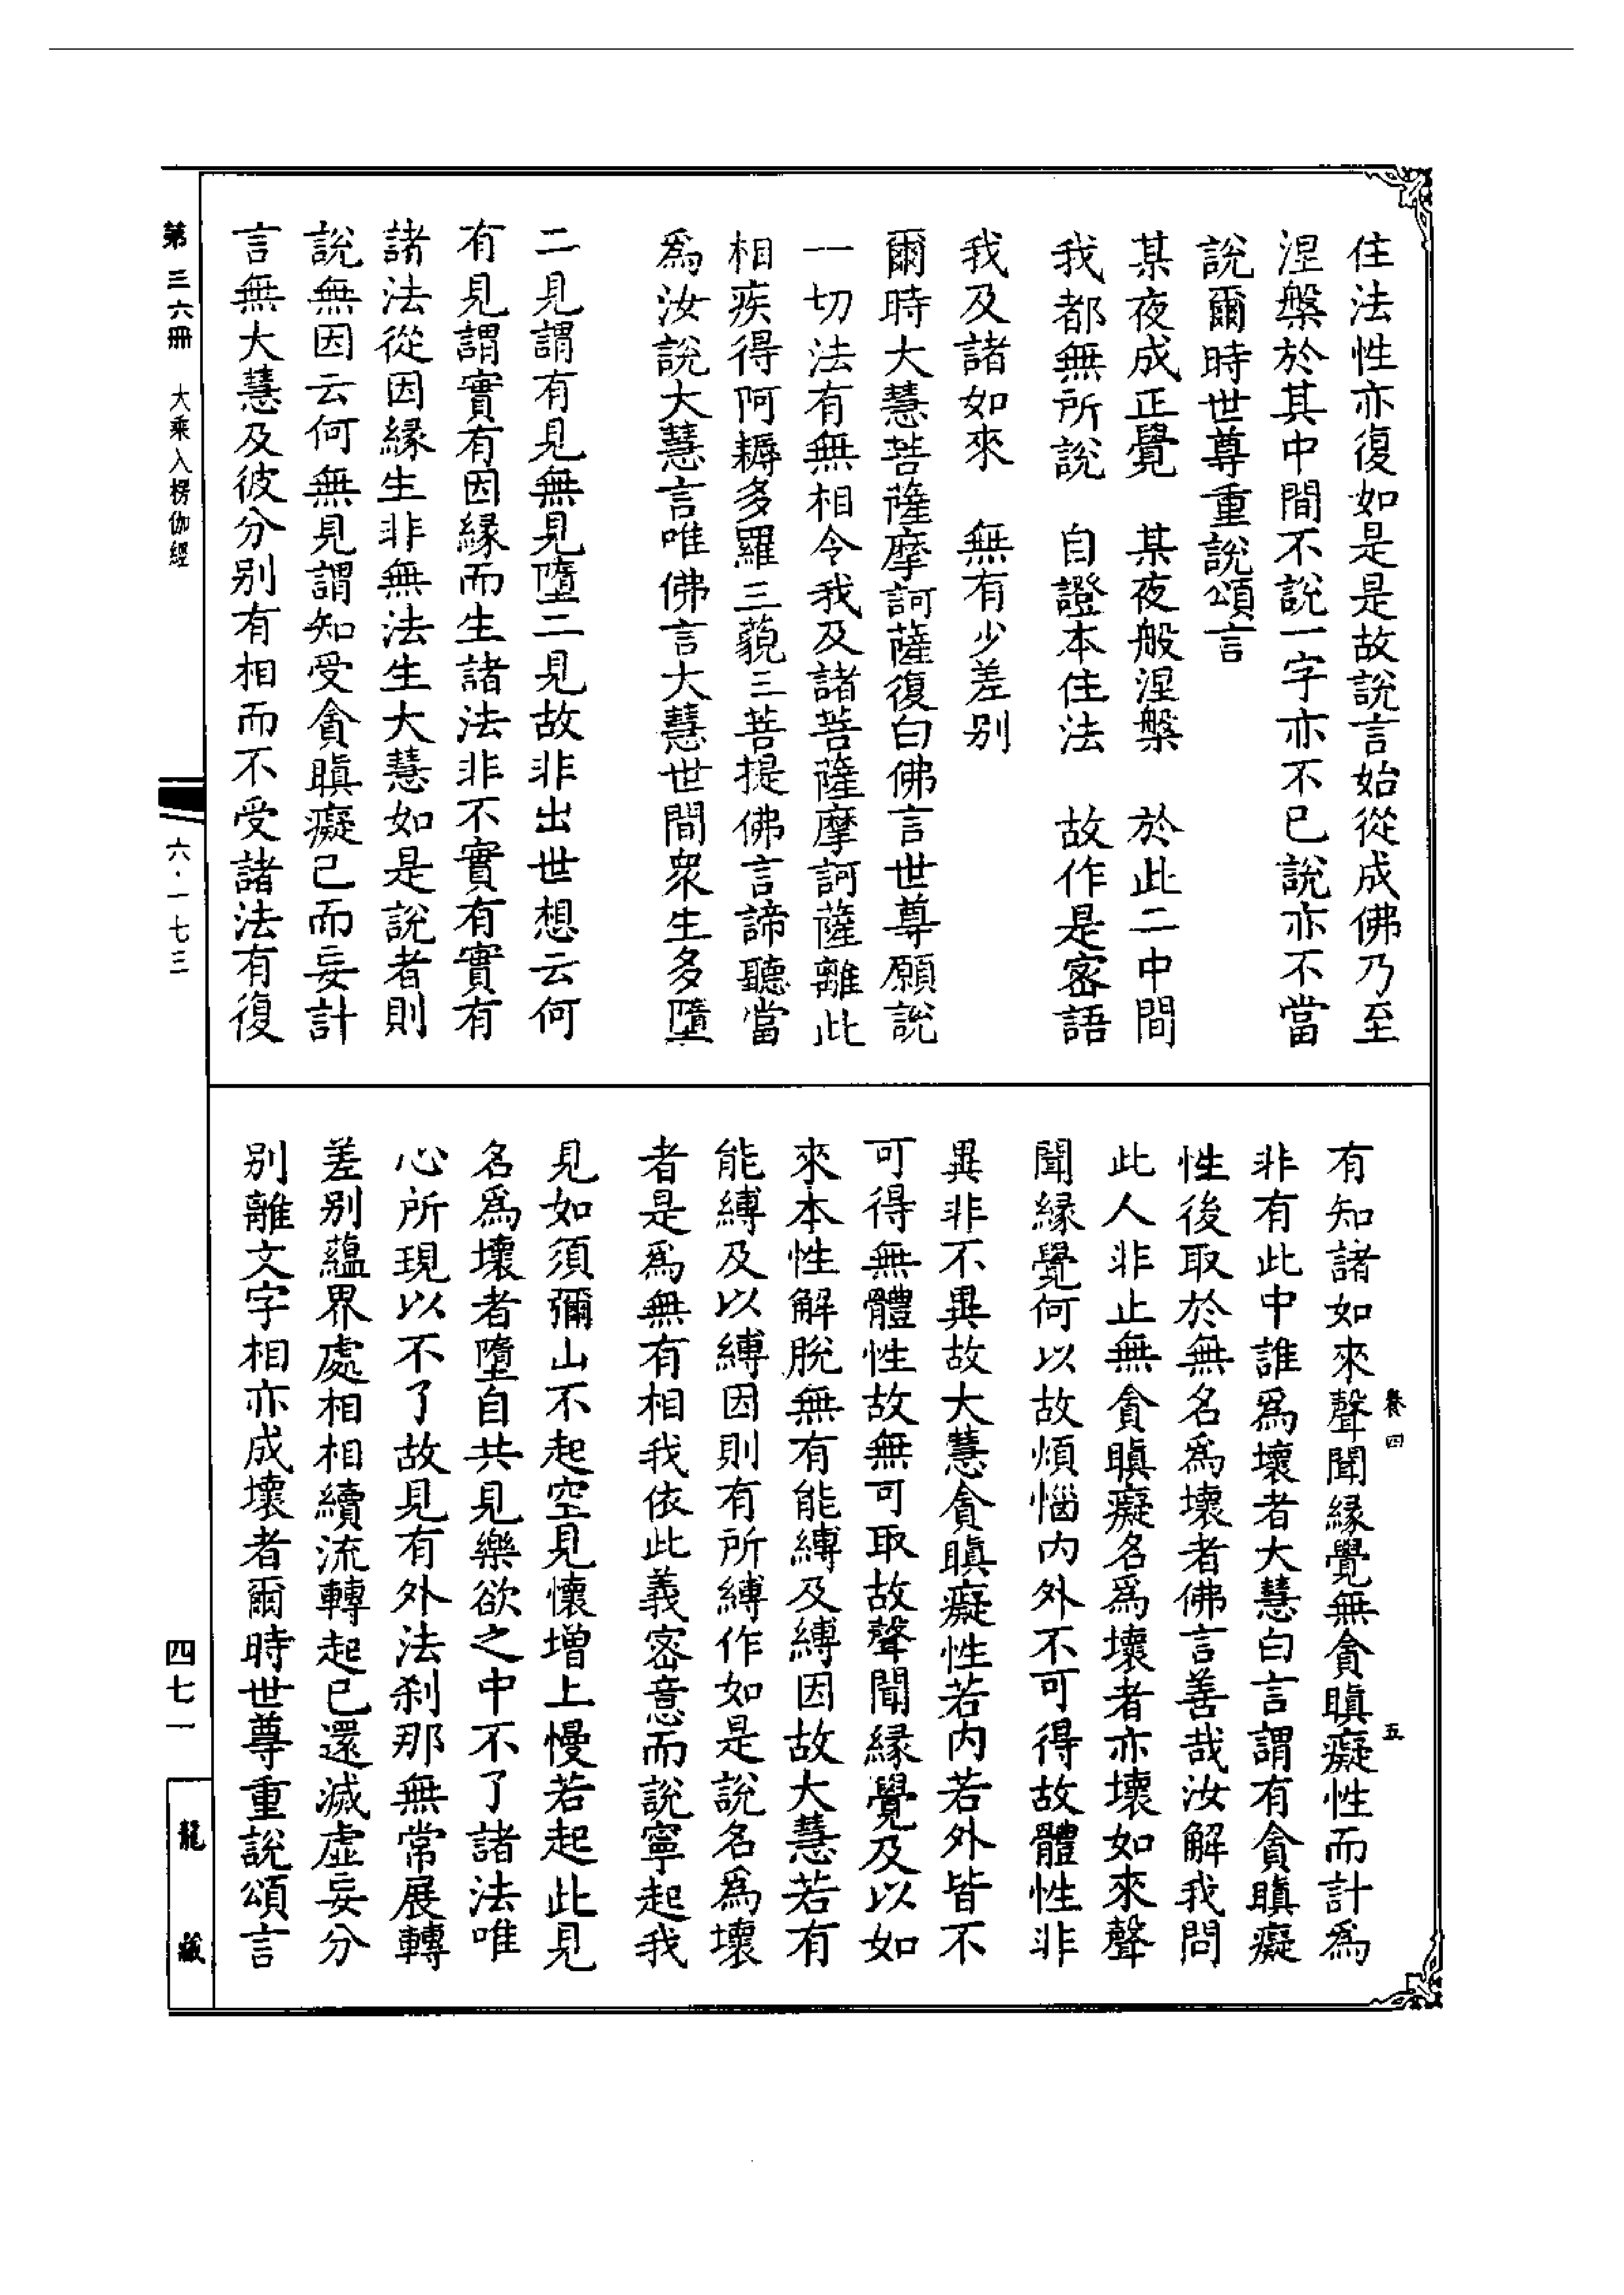 住法性亦復如是是故說言始從成佛乃至
涅槃於其中間不說一字亦不已說亦不當
說爾時世尊重說頌言
某夜成正覺　某夜般涅槃　於此二中間
我都無所說　自證本住法　故作是密語
我及諸如來　無有少差別
爾時大慧菩薩摩訶薩復白佛言世尊願說
一切法有無相令我及諸菩薩摩訶薩離此
相疾得阿耨多羅三藐三菩提佛言諦聽當
為汝說大慧言唯佛言大慧世間眾生多墮
二見謂有見無見墮二見故非出世想云何
有見謂實有因緣而生諸法非不實有實有
諸法從因緣生非無法生大慧如是說者則
說無因云何無見謂知受貪瞋癡已而妄計
言無大慧及彼分別有相而不受諸法有復
有知諸如來聲聞緣覺無貪瞋癡性而計為
非有此中誰為壞者大慧白言謂有貪瞋癡
性後取於無名為壞者佛言善哉汝解我問
此人非止無貪瞋癡名為壞者亦壞如來聲
聞緣覺何以故煩惱內外不可得故體性非
異非不異故大慧貪瞋癡性若內若外皆不
可得無體性故無可取故聲聞緣覺及以如
來本性解脫無有能縛及縛因故大慧若有
能縛及以縛因則有所縛作如是說名為壞
者是為無有相我依此義密意而說寧起我
見如須彌山不起空見懷增上慢若起此見
名為壞者墮自共見樂欲之中不了諸法唯
心所現以不了故見有外法剎那無常展轉
差別蘊界處相相續流轉起已還滅虛妄分
別離文字相亦成壞者爾時世尊重說頌言
卷四
五
第三六冊　大乘入楞伽經
六·一七三
四七一
龍藏